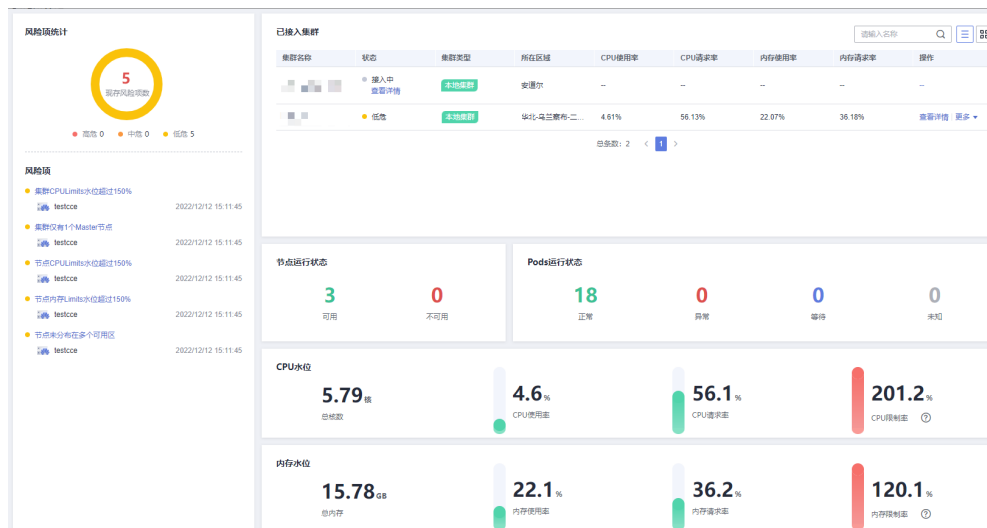 风险项统计
5
现存风险项数
高危 0 中危 0 低危 5
风险项
集群CPULimits水位超过150%
testcce 2022/12/12 15:11:45
集群仅有1个Master节点
testcce 2022/12/12 15:11:45
节点CPULimits水位超过150%
testcce 2022/12/12 15:11:45
节点内存Limits水位超过150%
testcce 2022/12/12 15:11:45
节点未分布在多个可用区
testcce 2022/12/12 15:11:45
已接入集群
请输入名称
集群名称 状态 集群类型 所在区域 CPU使用率 CPU请求率 内存使用率 内存请求率 操作
接入中 本地集群 安道尔 -- -- -- -- --
查看详情
低危 本地集群 华北-乌兰察布-二... 4.61% 56.13% 22.07% 36.18% 查看详情 更多
总条数: 2 < 1 >
节点运行状态
3 0
可用 不可用
Pods运行状态
18 0 0 0
正常 异常 等待 未知
CPU水位
5.79核 4.6% 56.1% 201.2%
总核数 CPU使用率 CPU请求率 CPU限制率 ?
内存水位
15.78GB 22.1% 36.2% 120.1%
总内存 内存使用率 内存请求率 内存限制率 ?